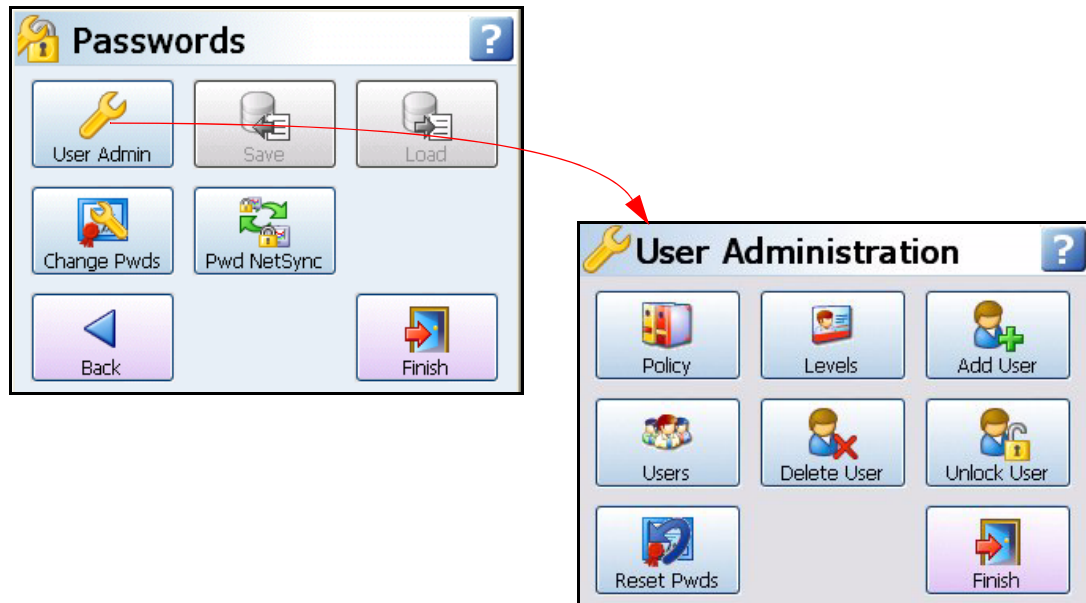 Passwords
?
User Admin
Save
Load
Change Pwds
Pwd NetSync
Back
Finish
User Administration
?
Policy
Levels
Add User
Users
Delete User
Unlock User
Reset Pwds
Finish